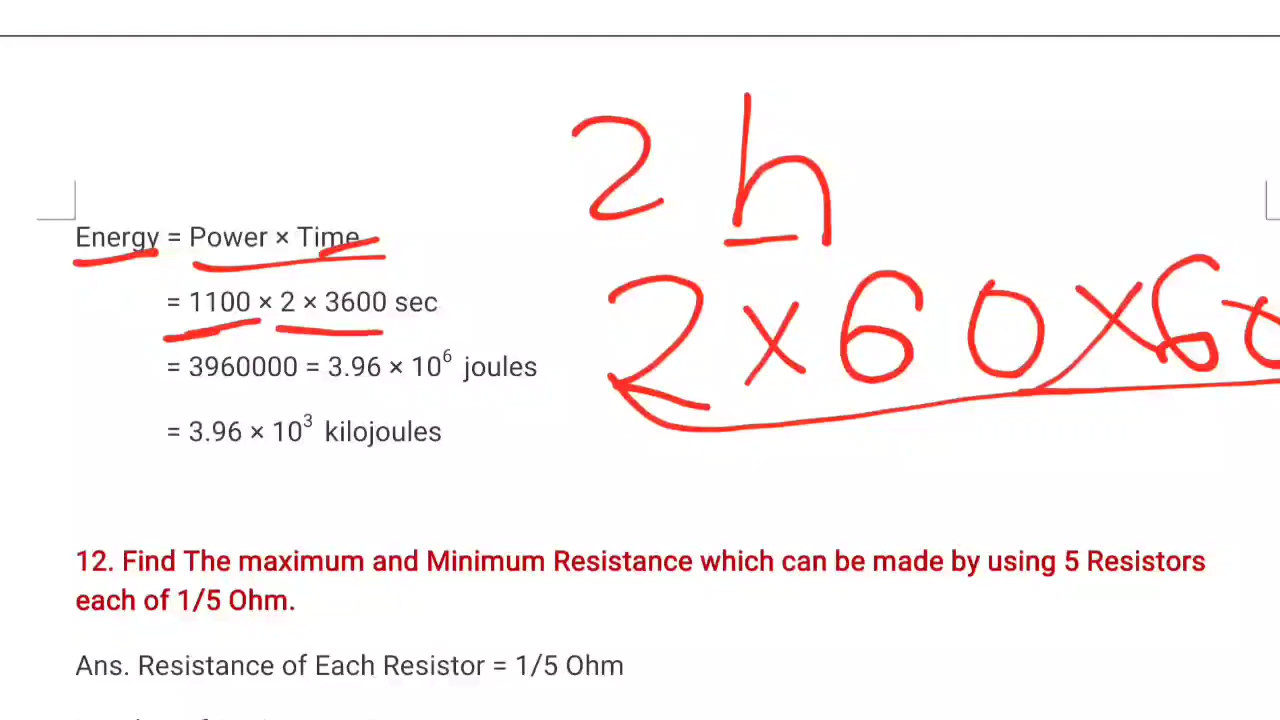 2 h
Energy = Power × Time
2 × 60 × 60
= 1100 × 2 × 3600 sec
= 3960000 = 3.96 × 10⁶ joules
= 3.96 × 10³ kilojoules
12. Find The maximum and Minimum Resistance which can be made by using 5 Resistors
each of 1/5 Ohm.
Ans. Resistance of Each Resistor = 1/5 Ohm